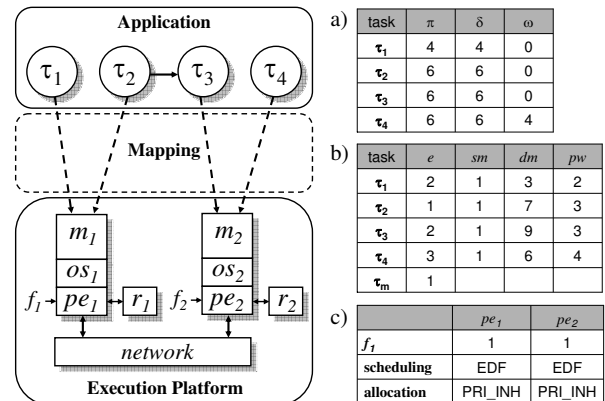 Application
τ1 τ2 τ3 τ4
Mapping
m1 m2
os1 os2
f1 pe1 r1 f2 pe2 r2
network
Execution Platform
a)
task π δ ω
τ1 4 4 0
τ2 6 6 0
τ3 6 6 0
τ4 6 6 4
b)
task e sm dm pw
τ1 2 1 3 2
τ2 1 1 7 3
τ3 2 1 9 3
τ4 3 1 6 4
τm 1
c)
pe1 pe2
f1 1 1
scheduling EDF EDF
allocation PRI_INH PRI_INH